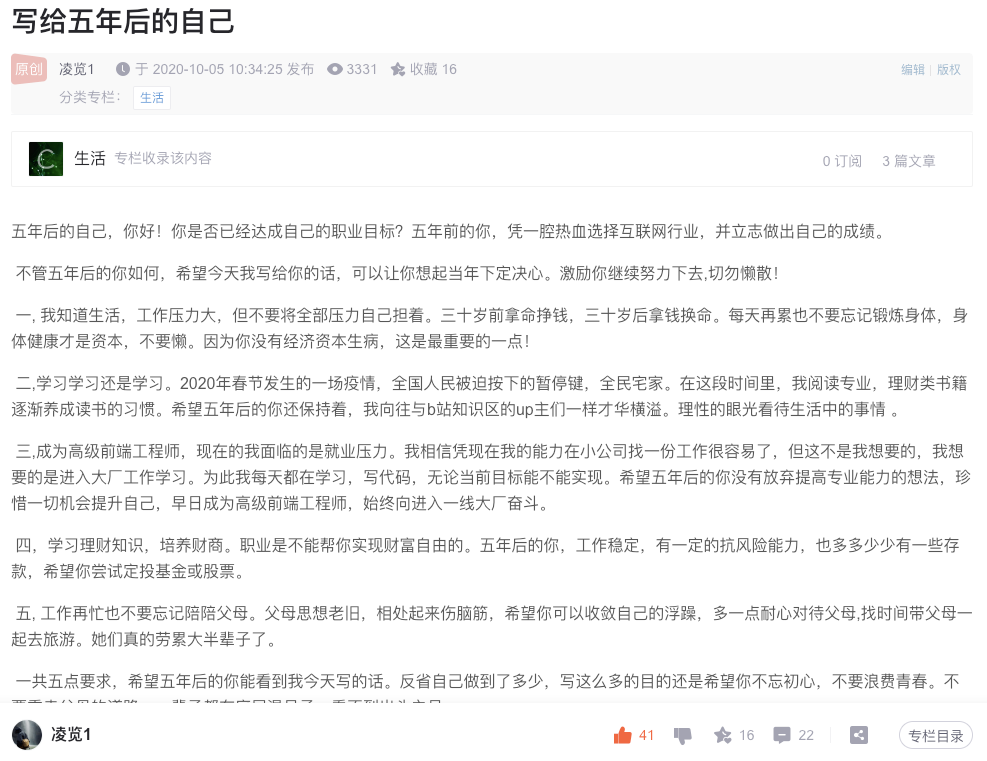 写给五年后的自己
原创 凌览1 于 2020-10-05 10:34:25 发布 3331 收藏 16 编辑 版权
分类专栏： 生活
生活 专栏收录该内容 0 订阅 3 篇文章
五年后的自己，你好！你是否已经达成自己的职业目标？五年前的你，凭一腔热血选择互联网行业，并立志做出自己的成绩。
不管五年后的你如何，希望今天我写给你的话，可以让你想起当年下定决心。激励你继续努力下去,切勿懒散！
一, 我知道生活，工作压力大，但不要将全部压力自己担着。三十岁前拿命挣钱，三十岁后拿钱换命。每天再累也不要忘记锻炼身体，身
体健康才是资本，不要懒。因为你没有经济资本生病，这是最重要的一点！
二,学习学习还是学习。2020年春节发生的一场疫情，全国人民被迫按下的暂停键，全民宅家。在这段时间里，我阅读专业，理财类书籍
逐渐养成读书的习惯。希望五年后的你还保持着，我向往与b站知识区的up主们一样才华横溢。理性的眼光看待生活中的事情 。
三,成为高级前端工程师，现在的我面临的是就业压力。我相信凭现在我的能力在小公司找一份工作很容易了，但这不是我想要的，我想
要的是进入大厂工作学习。为此我每天都在学习，写代码，无论当前目标能不能实现。希望五年后的你没有放弃提高专业能力的想法，珍
惜一切机会提升自己，早日成为高级前端工程师，始终向进入一线大厂奋斗。
四，学习理财知识，培养财商。职业是不能帮你实现财富自由的。五年后的你，工作稳定，有一定的抗风险能力，也多多少少有一些存
款，希望你尝试定投基金或股票。
五, 工作再忙也不要忘记陪陪父母。父母思想老旧，相处起来伤脑筋，希望你可以收敛自己的浮躁，多一点耐心对待父母,找时间带父母一
起去旅游。她们真的劳累大半辈子了。
一共五点要求，希望五年后的你能看到我今天写的话。反省自己做到了多少，写这么多的目的还是希望你不忘初心，不要浪费青春。不
凌览1 41 16 22 专栏目录